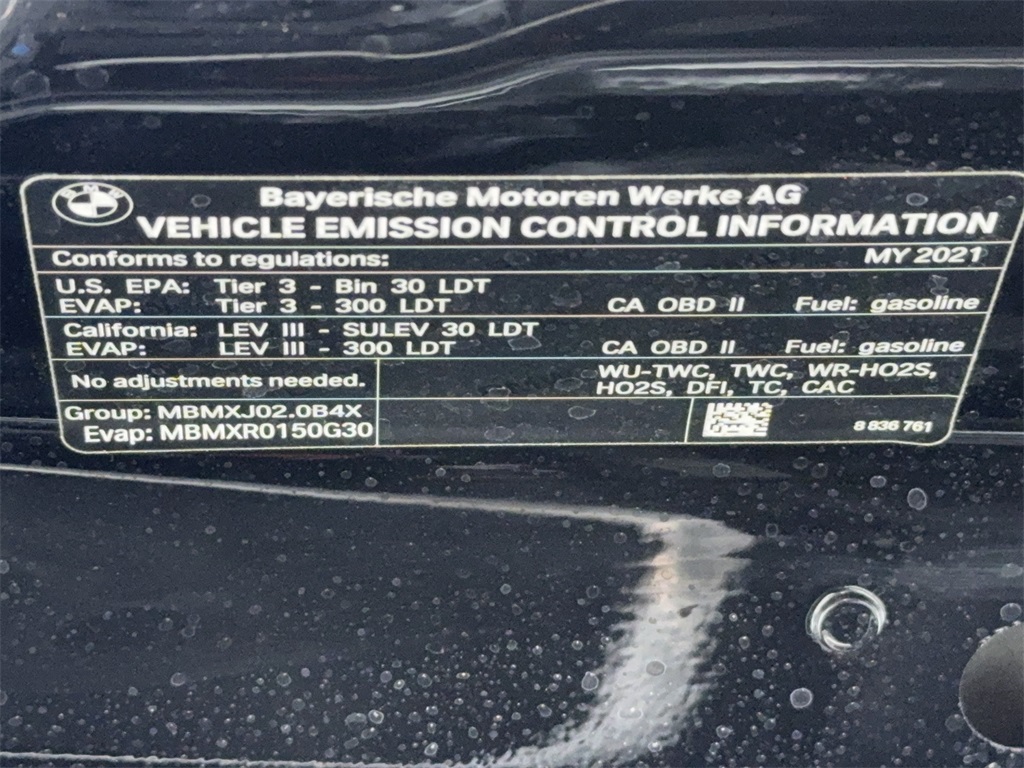 BMW
Bayerische Motoren Werke AG
VEHICLE EMISSION CONTROL INFORMATION
Conforms to regulations: MY 2021
U.S. EPA: Tier 3 - Bin 30 LDT
EVAP: Tier 3 - 300 LDT CA OBD II Fuel: gasoline
California: LEV III - SULEV 30 LDT
EVAP: LEV III - 300 LDT CA OBD II Fuel: gasoline
No adjustments needed.
WU-TWC, TWC, WR-HO2S,
HO2S, DFI, TC, CAC
Group: MBMXJ02.0B4X
Evap: MBMXR0150G30
8 836 761